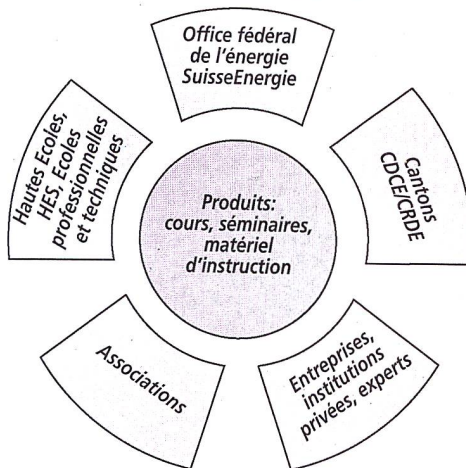 Office fédéral
de l'énergie
SuisseEnergie
Hautes Ecoles,
HES, Ecoles
professionnelles
et techniques
Cantons
CDCE/CRDE
Produits:
cours, séminaires,
matériel
d'instruction
Associations
Entreprises,
institutions
privées, experts